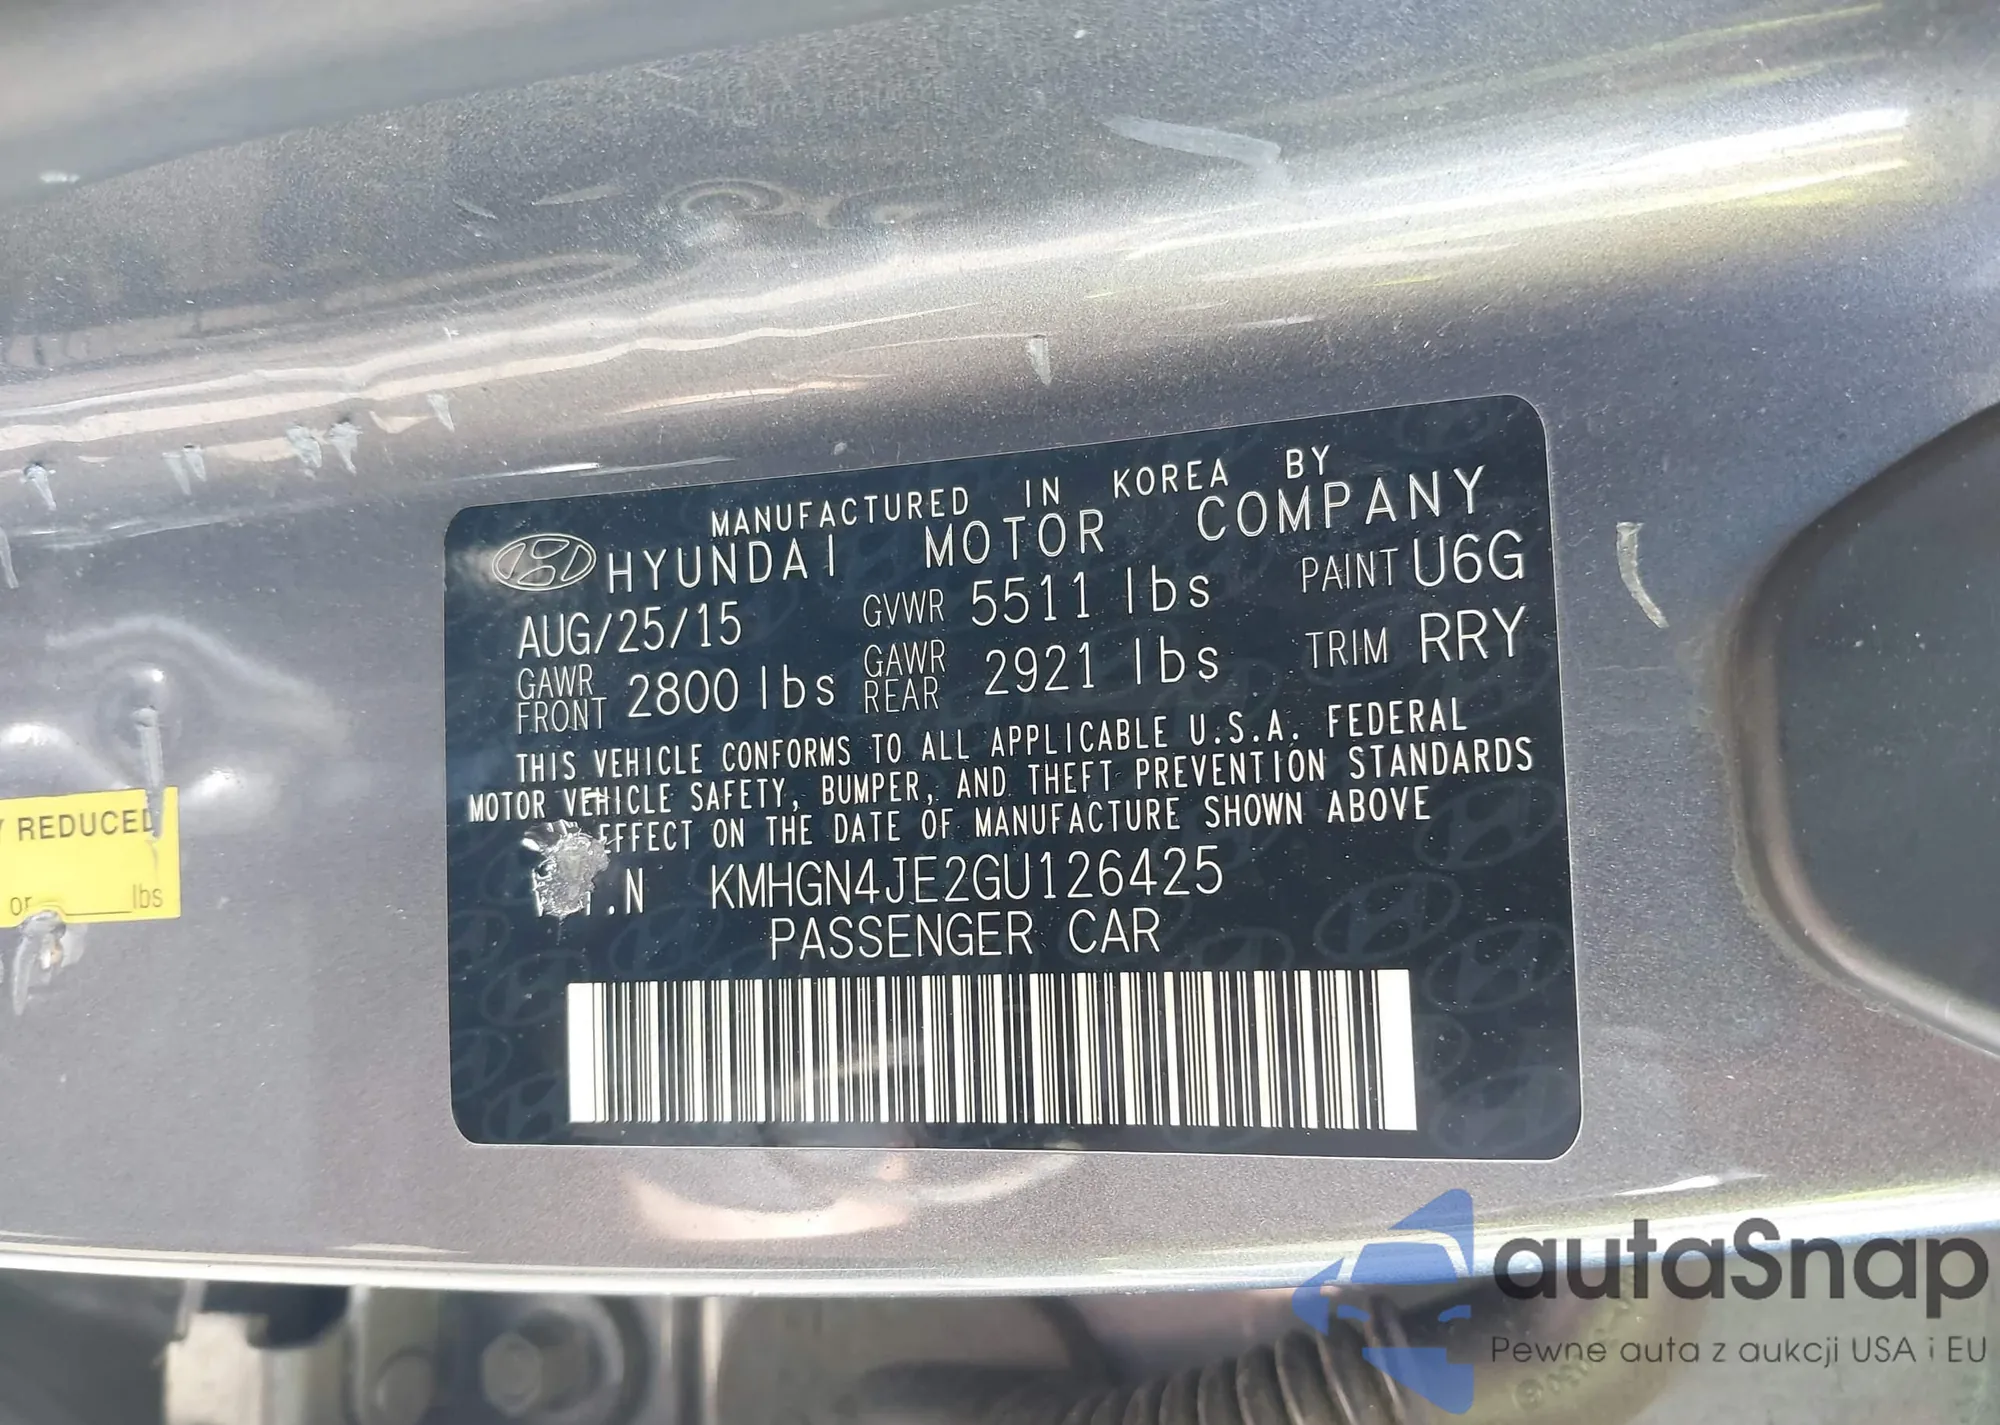 MANUFACTURED IN KOREA BY
HYUNDAI MOTOR COMPANY
AUG/25/15 GVWR 5511 lbs PAINT U6G
GAWR FRONT 2800 lbs GAWR REAR 2921 lbs TRIM RRY
THIS VEHICLE CONFORMS TO ALL APPLICABLE U.S.A. FEDERAL
MOTOR VEHICLE SAFETY, BUMPER, AND THEFT PREVENTION STANDARDS
EFFECT ON THE DATE OF MANUFACTURE SHOWN ABOVE
.N KMHGN4JE2GU126425
PASSENGER CAR
REDUCED
or lbs
autaSnap
Pewne auta z aukcji USA i EU